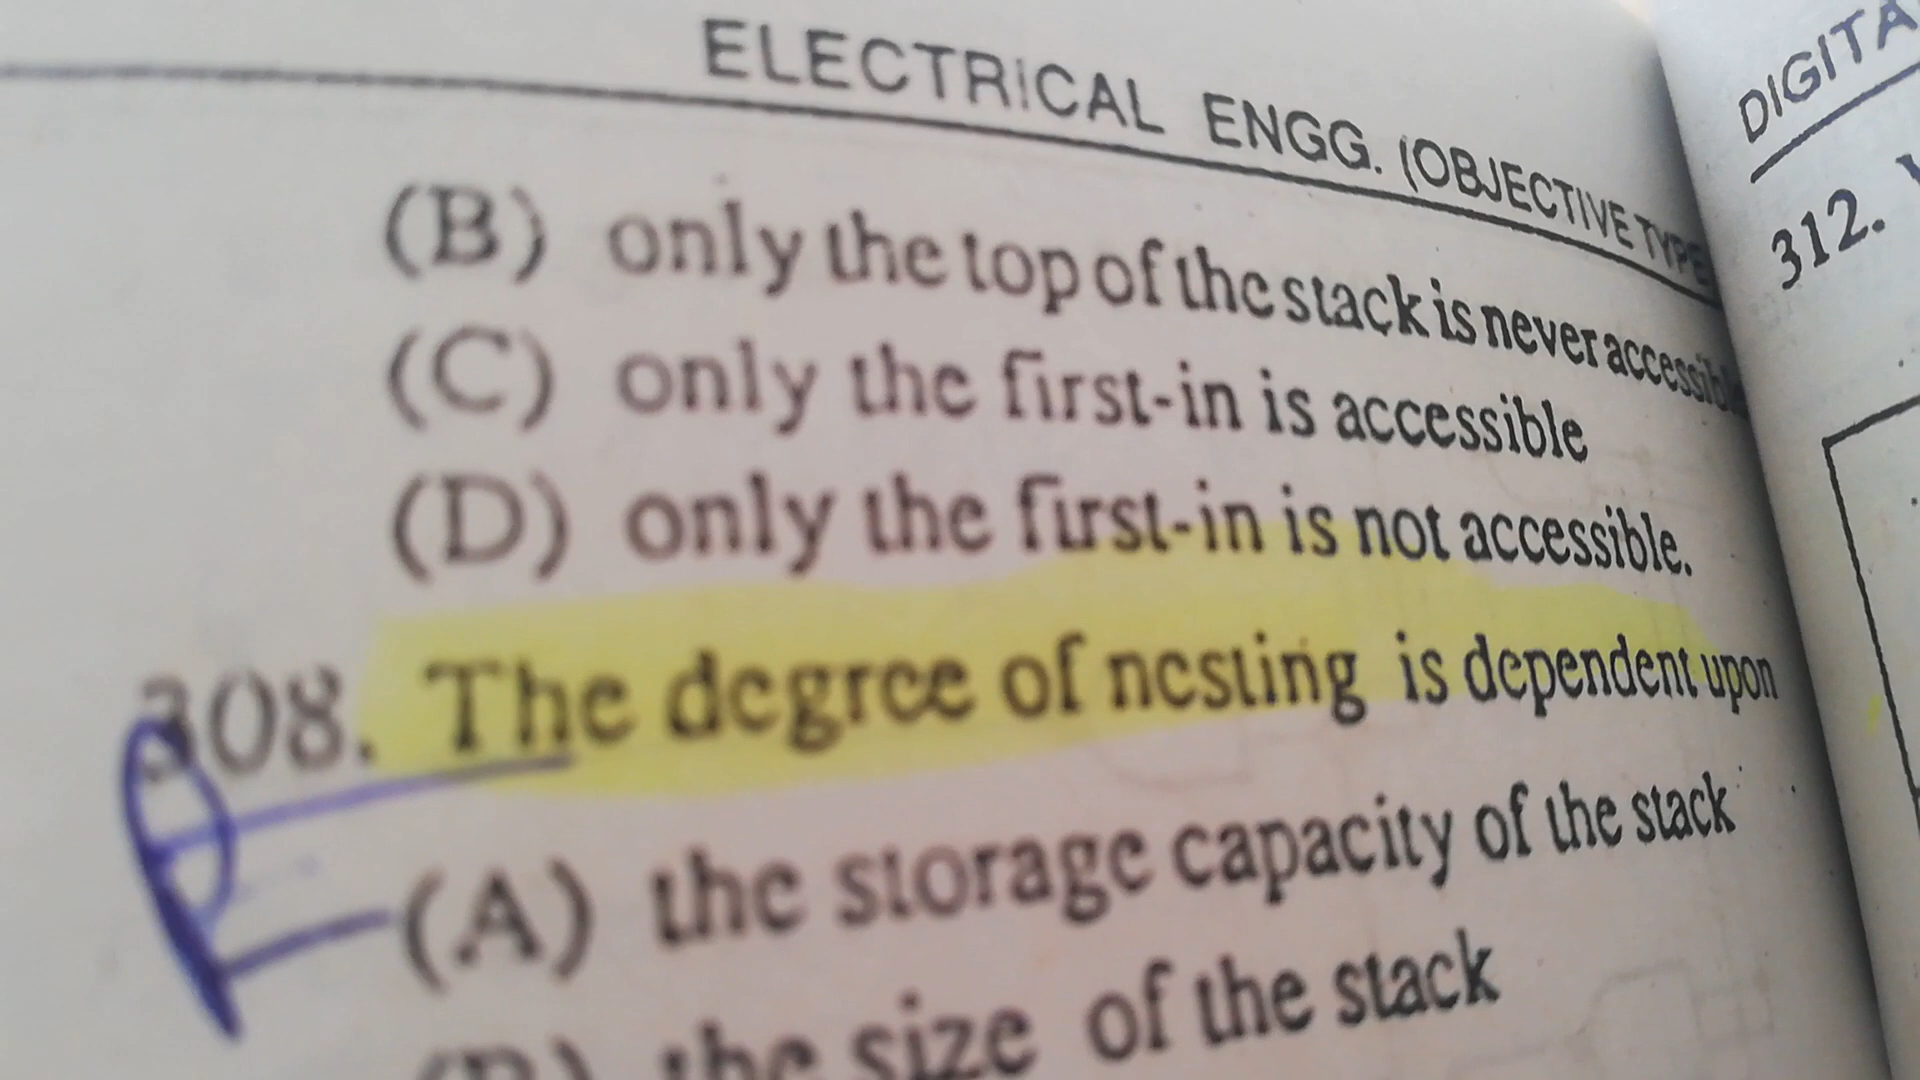 ELECTRICAL ENGG. (OBJECTIVE TYPE
(B) only the top of the stack is never accessible
(C) only the first-in is accessible
(D) only the first-in is not accessible.
308. The degree of nesting is dependent upon
(A) the storage capacity of the stack
(B) the size of the stack
DIGITA
312.